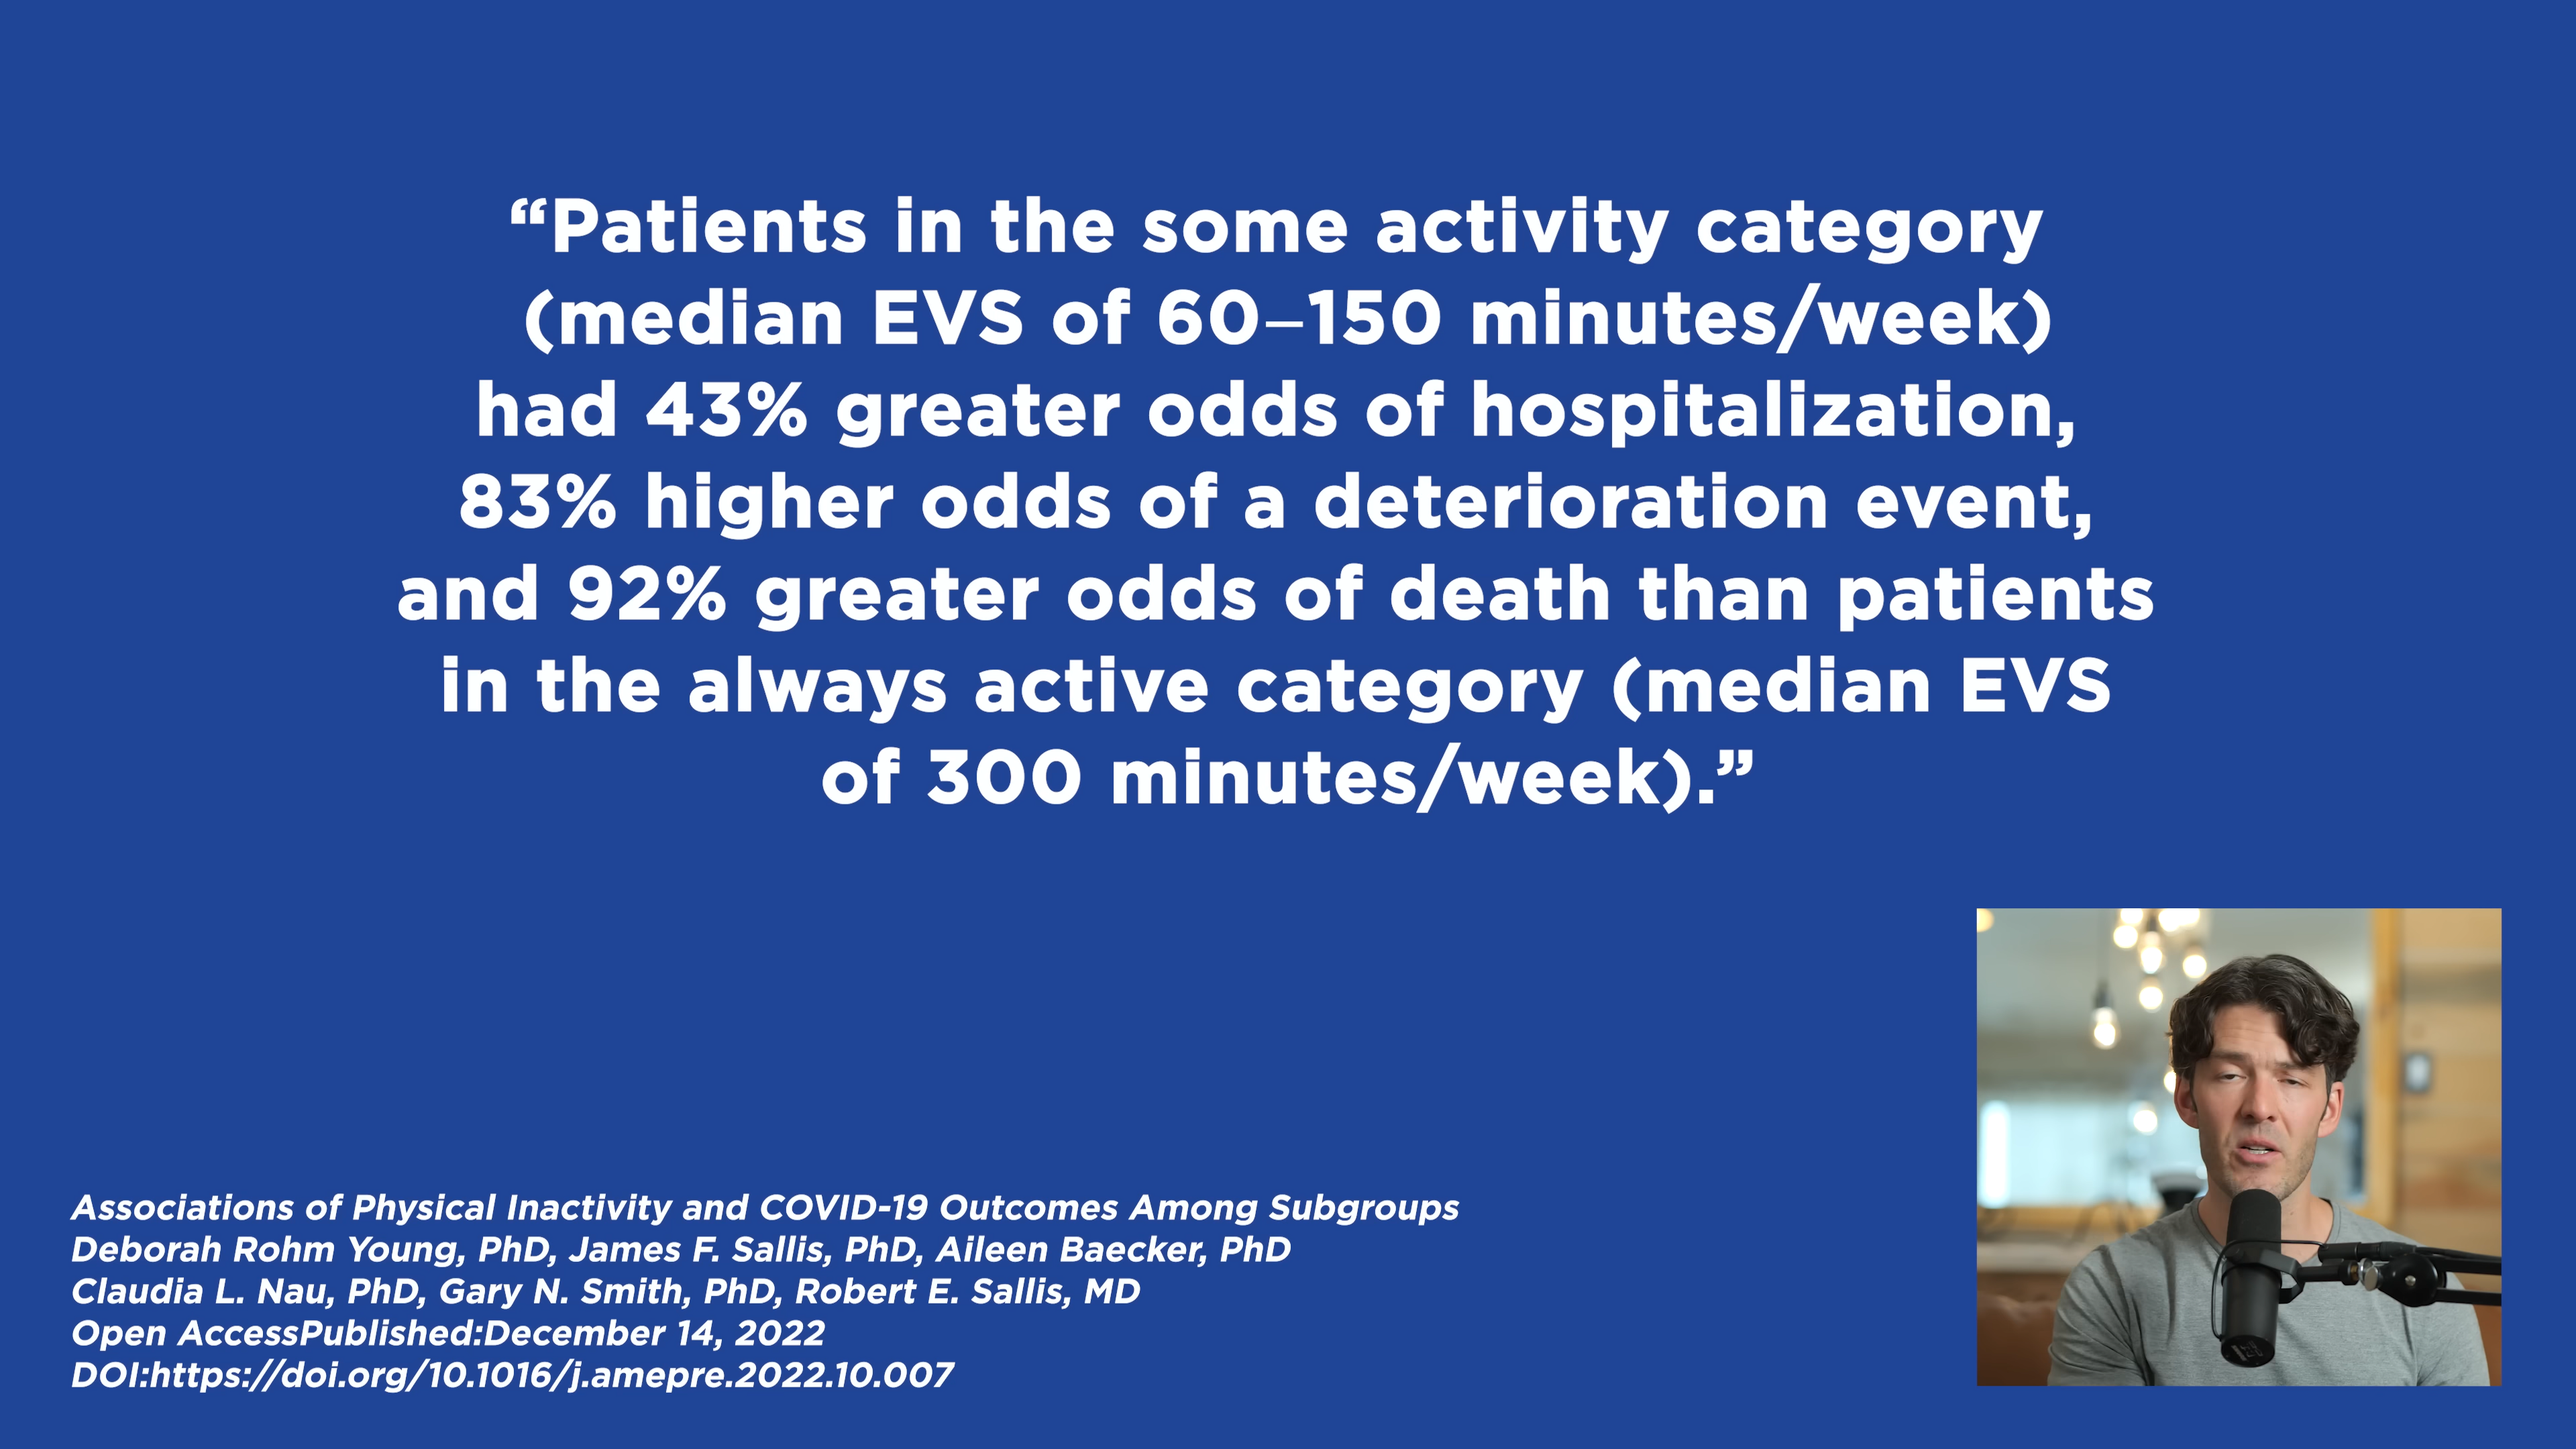 “Patients in the some activity category
(median EVS of 60–150 minutes/week)
had 43% greater odds of hospitalization,
83% higher odds of a deterioration event,
and 92% greater odds of death than patients
in the always active category (median EVS
of 300 minutes/week).”
Associations of Physical Inactivity and COVID-19 Outcomes Among Subgroups
Deborah Rohm Young, PhD, James F. Sallis, PhD, Aileen Baecker, PhD
Claudia L. Nau, PhD, Gary N. Smith, PhD, Robert E. Sallis, MD
Open AccessPublished:December 14, 2022
DOI:https://doi.org/10.1016/j.amepre.2022.10.007